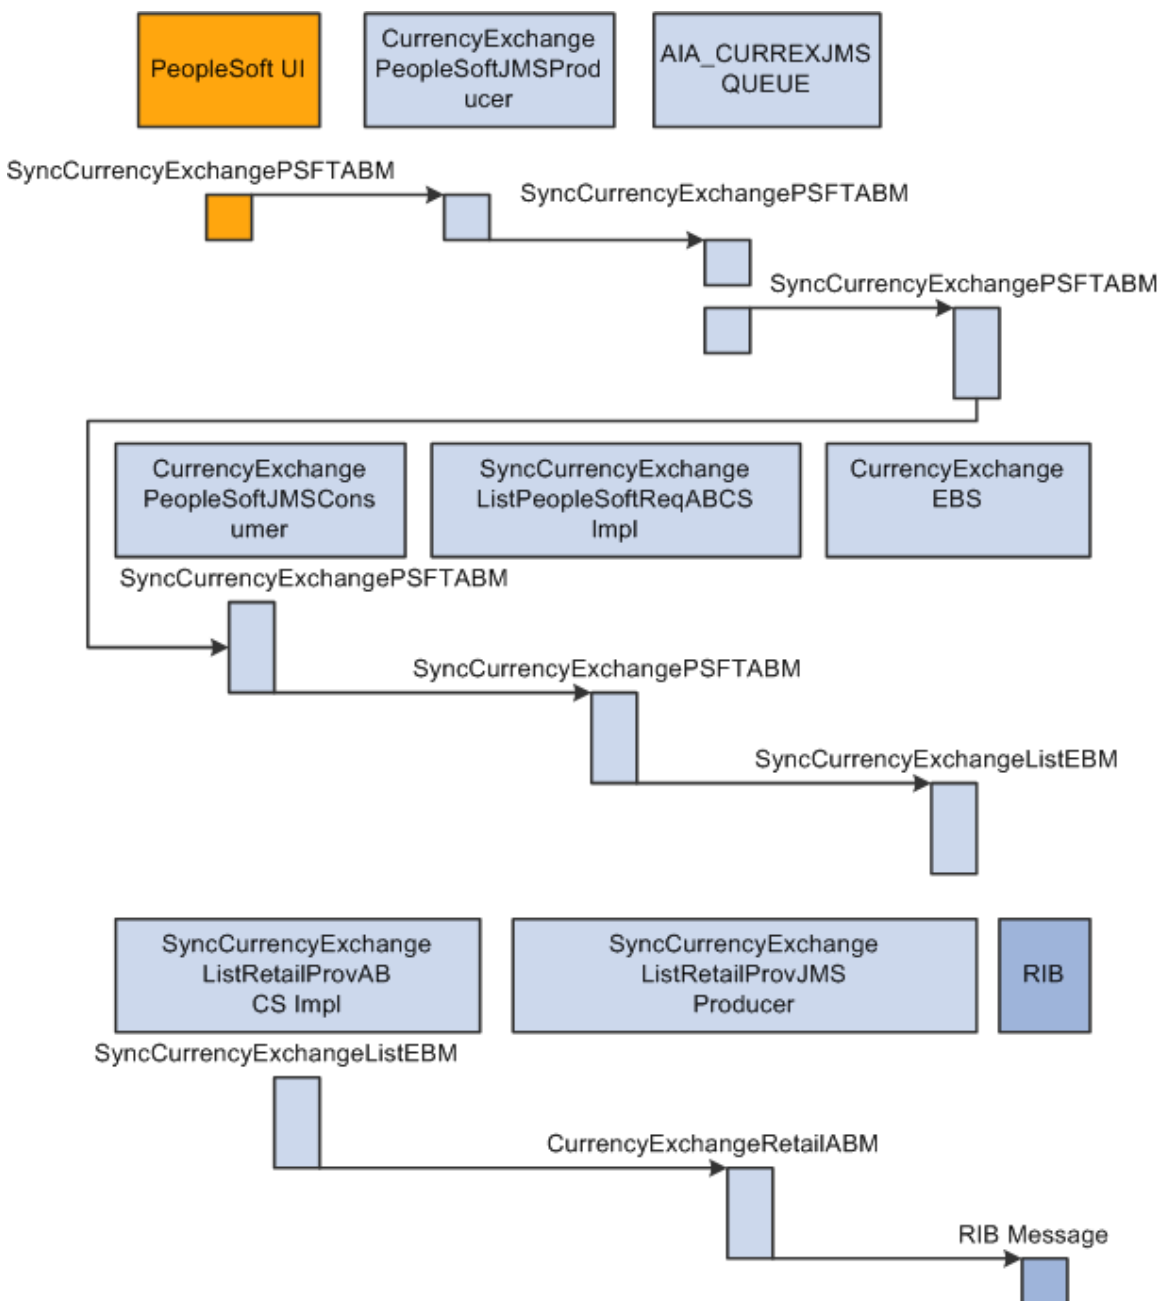 PeopleSoft UI
CurrencyExchange
PeopleSoftJMSProd
ucer
AIA_CURREXJMS
QUEUE
SyncCurrencyExchangePSFTABM
SyncCurrencyExchangePSFTABM
SyncCurrencyExchangePSFTABM
CurrencyExchange
PeopleSoftJMSCons
umer
SyncCurrencyExchange
ListPeopleSoftReqABCS
Impl
CurrencyExchange
EBS
SyncCurrencyExchangePSFTABM
SyncCurrencyExchangePSFTABM
SyncCurrencyExchangeListEBM
SyncCurrencyExchange
ListRetailProvAB
CS Impl
SyncCurrencyExchange
ListRetailProvJMS
Producer
RIB
SyncCurrencyExchangeListEBM
CurrencyExchangeRetailABM
RIB Message